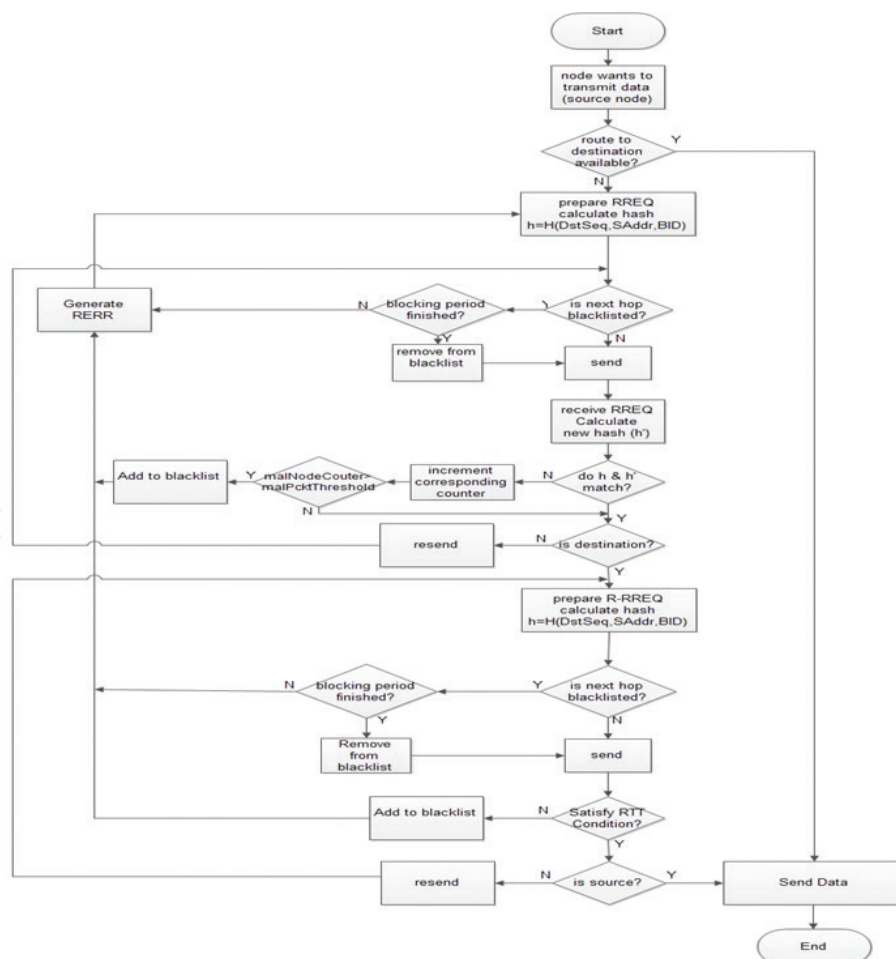 Start
node wants to
transmit data
(source node)
route to
destination
available?
Y
N
prepare RREQ
calculate hash
h=H(DstSeq,SAddr,BID)
Generate
RERR
N
blocking period
finished?
is next hop
blacklisted?
Y
N
remove from
blacklist
send
receive RREQ
Calculate
new hash (h')
Add to blacklist
Y
malNodeCouter>
malPcktThreshold
increment
corresponding
counter
N
do h & h'
match?
N
Y
resend
N
is destination?
Y
prepare R-RREQ
calculate hash
h=H(DstSeq,SAddr,BID)
N
blocking period
finished?
Y
is next hop
blacklisted?
Y
N
Remove
from
blacklist
send
Add to blacklist
N
Satisfy RTT
Condition?
Y
resend
N
is source?
Y
Send Data
End